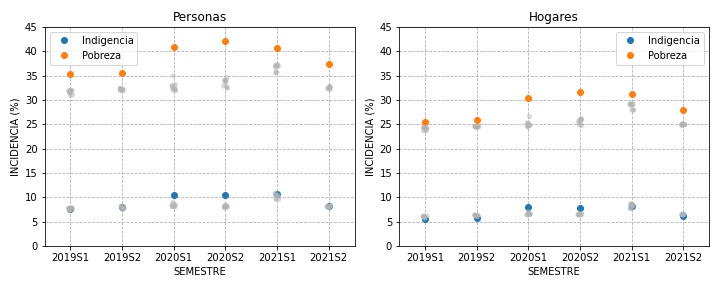 Personas
45
40
35
30
25
20
15
10
5
0
INCIDENCIA (%)
Indigencia
Pobreza
2019S1 2019S2 2020S1 2020S2 2021S1 2021S2
SEMESTRE
Hogares
45
40
35
30
25
20
15
10
5
0
INCIDENCIA (%)
Indigencia
Pobreza
2019S1 2019S2 2020S1 2020S2 2021S1 2021S2
SEMESTRE